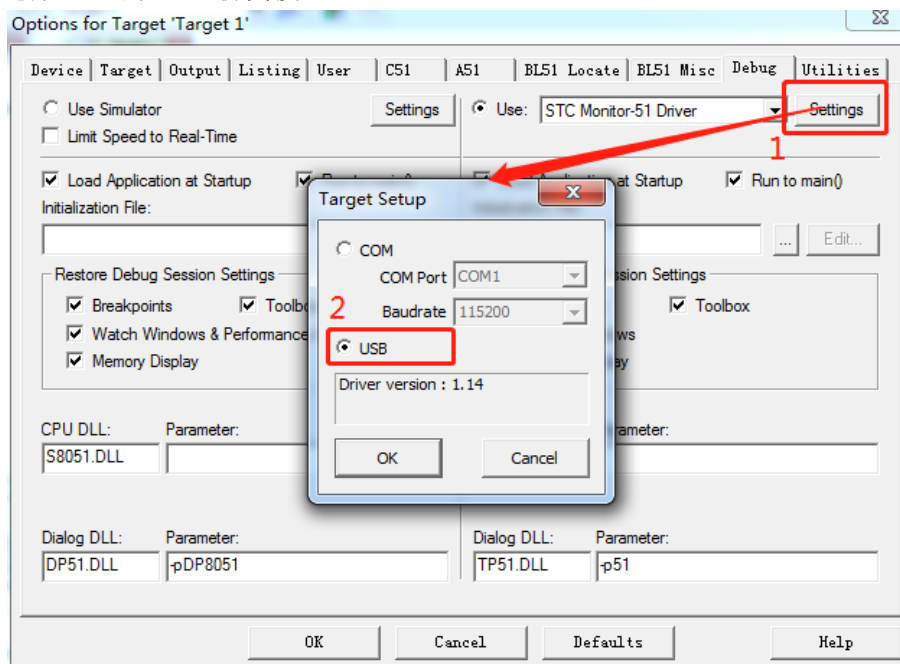 Options for Target 'Target 1'
Device Target Output Listing User C51 A51 BL51 Locate BL51 Misc Debug Utilities
Use Simulator Settings Use: STC Monitor-51 Driver Settings
Limit Speed to Real-Time
1
Load Application at Startup at Startup Run to main()
Initialization File:
... Edit...
Restore Debug Session Settings ssion Settings
Breakpoints Toolbox
Watch Windows & Performance
Memory Display
Target Setup
COM
COM Port COM1
2 Baudrate 115200
USB
Driver version : 1.14
OK Cancel
CPU DLL: Parameter: rameter:
S8051.DLL
Dialog DLL: Parameter: Dialog DLL: Parameter:
DP51.DLL -pDP8051 TP51.DLL -p51
OK Cancel Defaults Help